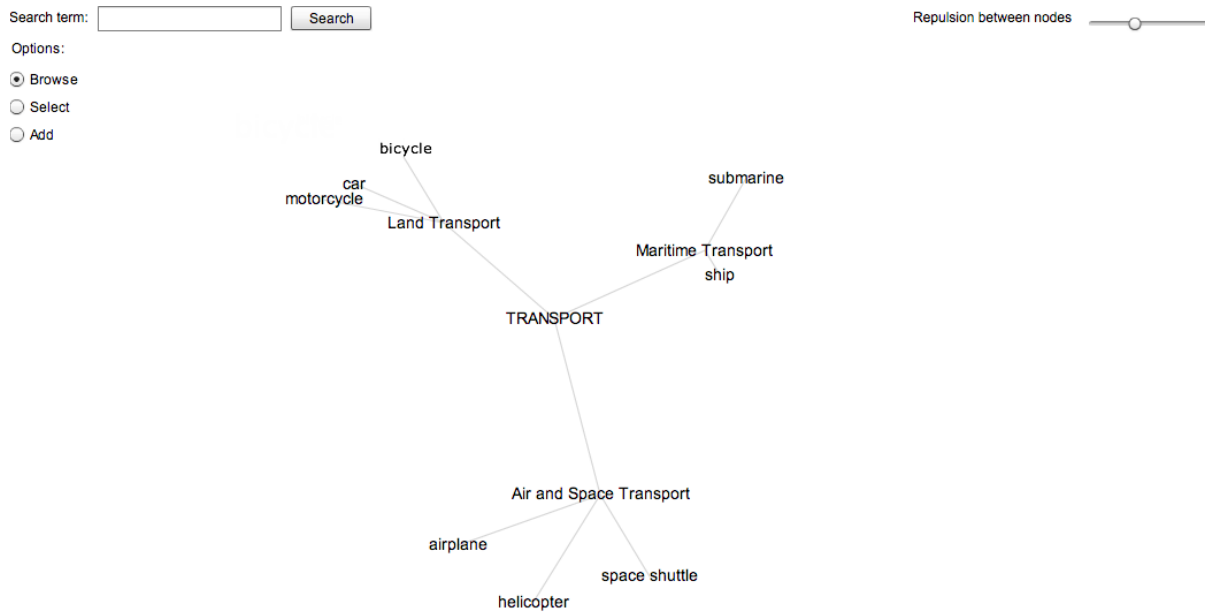 Search term:
Search
Repulsion between nodes
Options:
Browse
Select
Add
bicycle
car
motorcycle
Land Transport
submarine
Maritime Transport
ship
TRANSPORT
Air and Space Transport
airplane
space shuttle
helicopter